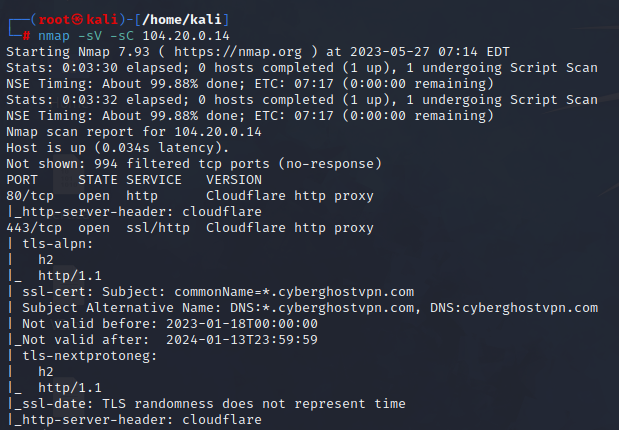 ┌──(root㉿kali)-[/home/kali]
└─# nmap -sV -sC 104.20.0.14
Starting Nmap 7.93 ( https://nmap.org ) at 2023-05-27 07:14 EDT
Stats: 0:03:30 elapsed; 0 hosts completed (1 up), 1 undergoing Script Scan
NSE Timing: About 99.88% done; ETC: 07:17 (0:00:00 remaining)
Stats: 0:03:32 elapsed; 0 hosts completed (1 up), 1 undergoing Script Scan
NSE Timing: About 99.88% done; ETC: 07:17 (0:00:00 remaining)
Nmap scan report for 104.20.0.14
Host is up (0.034s latency).
Not shown: 994 filtered tcp ports (no-response)
PORT     STATE SERVICE   VERSION
80/tcp   open  http      Cloudflare http proxy
|_http-server-header: cloudflare
443/tcp  open  ssl/http  Cloudflare http proxy
| tls-alpn:
|   h2
|_  http/1.1
| ssl-cert: Subject: commonName=*.cyberghostvpn.com
| Subject Alternative Name: DNS:*.cyberghostvpn.com, DNS:cyberghostvpn.com
| Not valid before: 2023-01-18T00:00:00
|_Not valid after:  2024-01-13T23:59:59
| tls-nextprotoneg:
|   h2
|_  http/1.1
|_ssl-date: TLS randomness does not represent time
|_http-server-header: cloudflare